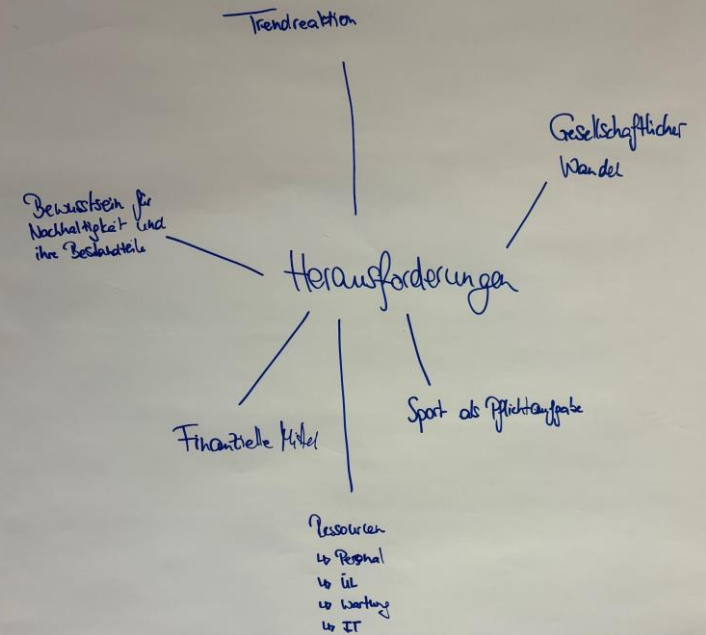 Trendreaktion
Gesellschaftlicher
Wandel
Bewusstsein für
Nachhaltigkeit und
ihre Bestandteile
Herausforderungen
Sport als Pflichtaufgabe
Finanzielle Mittel
Ressourcen
↳ Personal
↳ ÜL
↳ Wartung
↳ IT